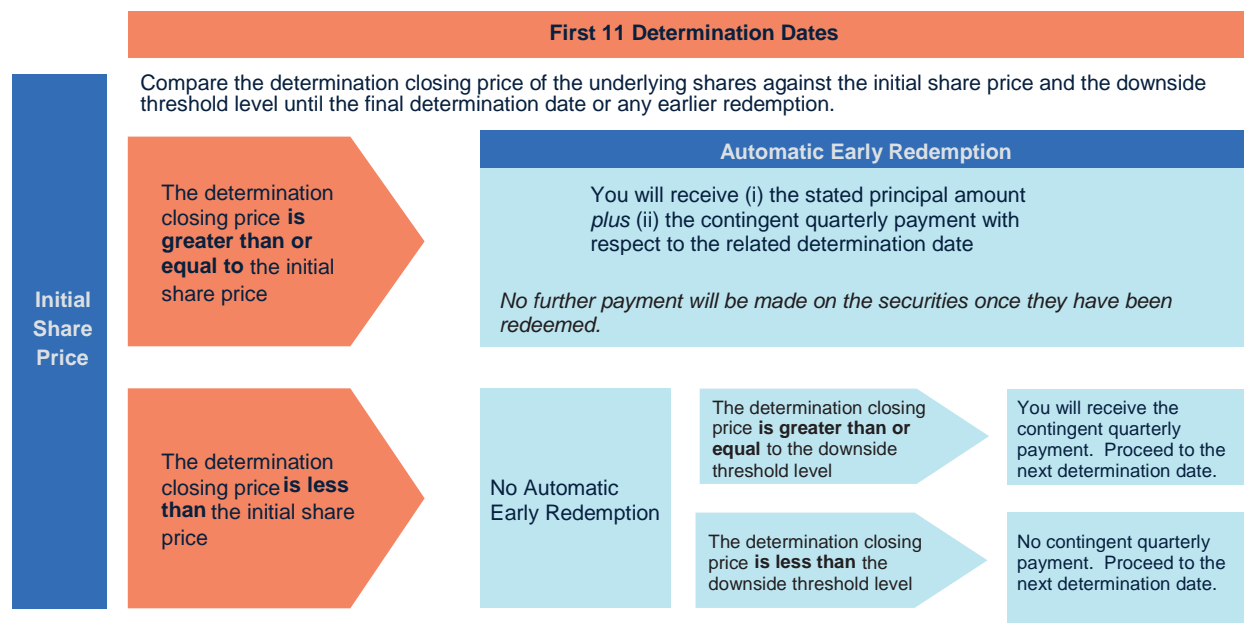 First 11 Determination Dates
Compare the determination closing price of the underlying shares against the initial share price and the downside
threshold level until the final determination date or any earlier redemption.
Initial
Share
Price
The determination
closing price is
greater than or
equal to the initial
share price
Automatic Early Redemption
You will receive (i) the stated principal amount
plus (ii) the contingent quarterly payment with
respect to the related determination date
No further payment will be made on the securities once they have been
redeemed.
The determination
closing price is less
than the initial share
price
No Automatic
Early Redemption
The determination closing
price is greater than or
equal to the downside
threshold level
You will receive the
contingent quarterly
payment.  Proceed to the
next determination date.
The determination closing
price is less than the
downside threshold level
No contingent quarterly
payment.  Proceed to the
next determination date.